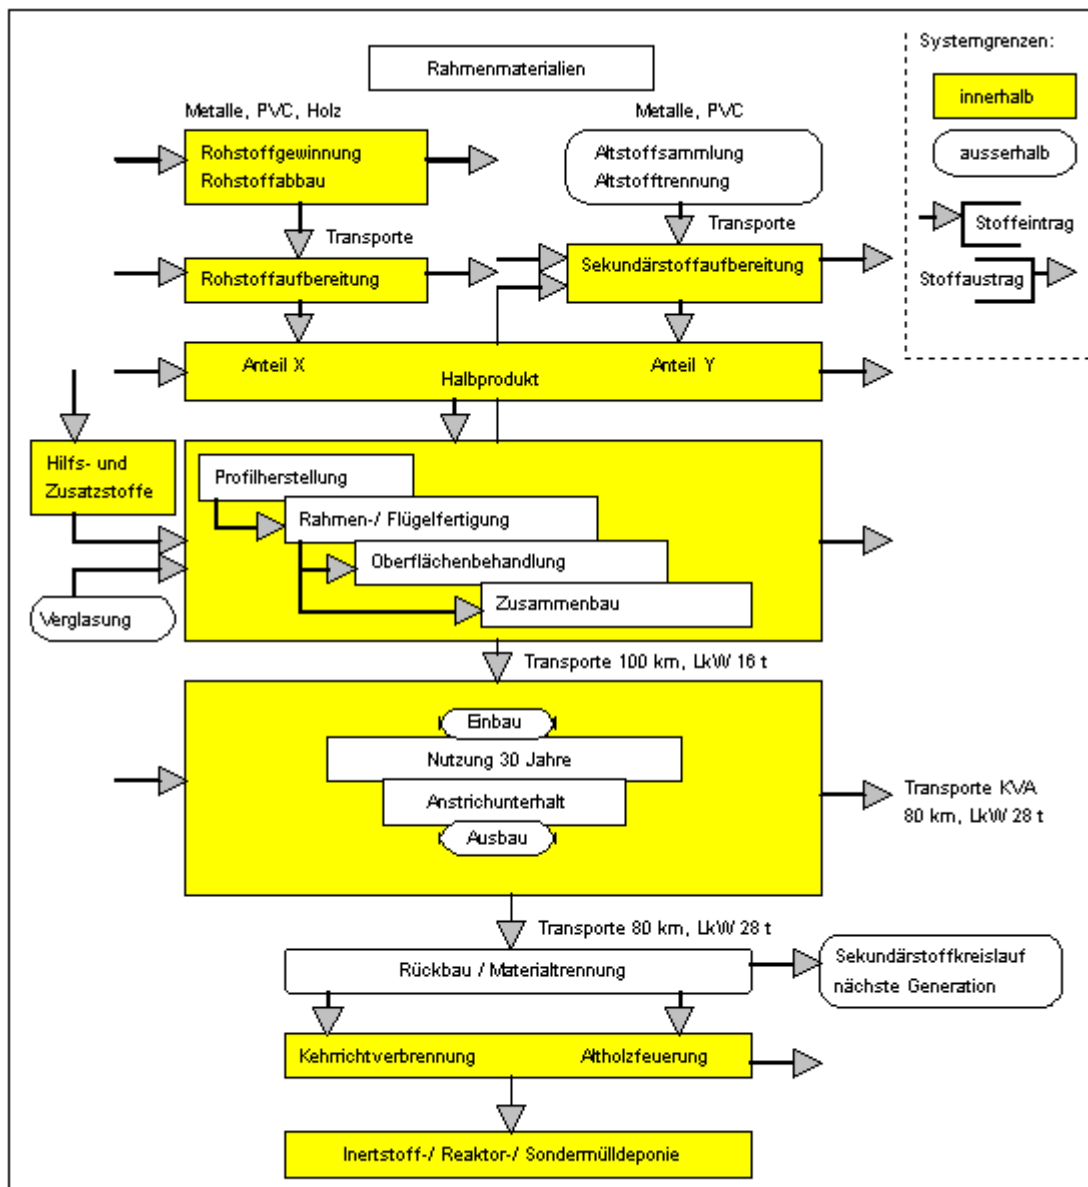 Systemgrenzen:
Rahmenmaterialien
innerhalb
Metalle, PVC, Holz
Metalle, PVC
ausserhalb
Rohstoffgewinnung
Rohstoffabbau
Altstoffsammlung
Altstofftrennung
Stoffeintrag
Transporte
Transporte
Rohstoffaufbereitung
Sekundärstoffaufbereitung
Stoffaustrag
Anteil X
Halbprodukt
Anteil Y
Hilfs- und
Zusatzstoffe
Profilherstellung
Rahmen-/ Flügelfertigung
Oberflächenbehandlung
Zusammenbau
Verglasung
Transporte 100 km, LkW 16 t
Einbau
Nutzung 30 Jahre
Anstrichunterhalt
Ausbau
Transporte KVA
80 km, LkW 28 t
Transporte 80 km, LkW 28 t
Rückbau / Materialtrennung
Sekundärstoffkreislauf
nächste Generation
Kehrrichtverbrennung
Altholzfeuerung
Inertstoff-/ Reaktor-/ Sondermülldeponie